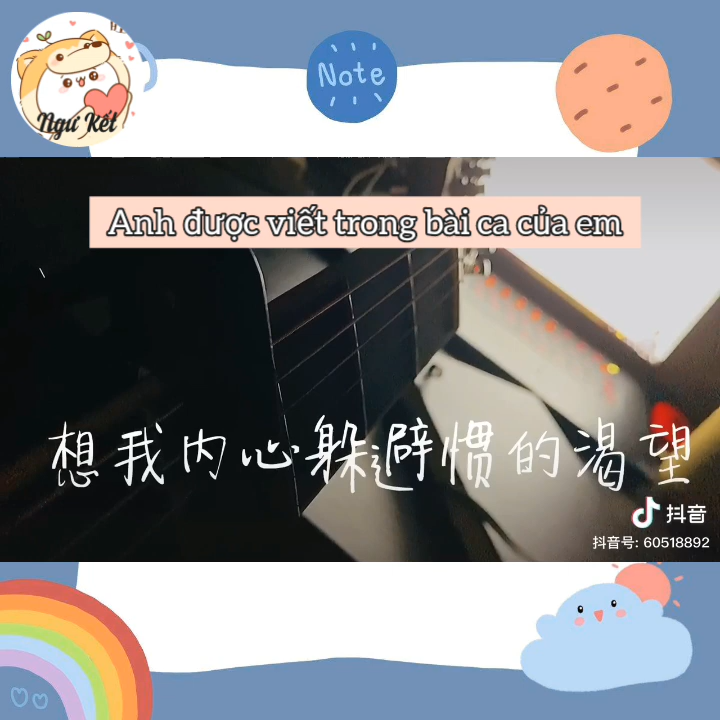 Note
Ngư Kết
Anh được viết trong bài ca của em
想我内心躲避惯的渴望
抖音
抖音号: 60518892